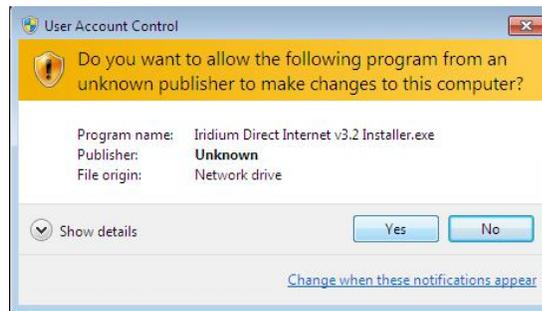 User Account Control
Do you want to allow the following program from an
unknown publisher to make changes to this computer?
Program name: Iridium Direct Internet v3.2 Installer.exe
Publisher: Unknown
File origin: Network drive
Show details
Yes
No
Change when these notifications appear